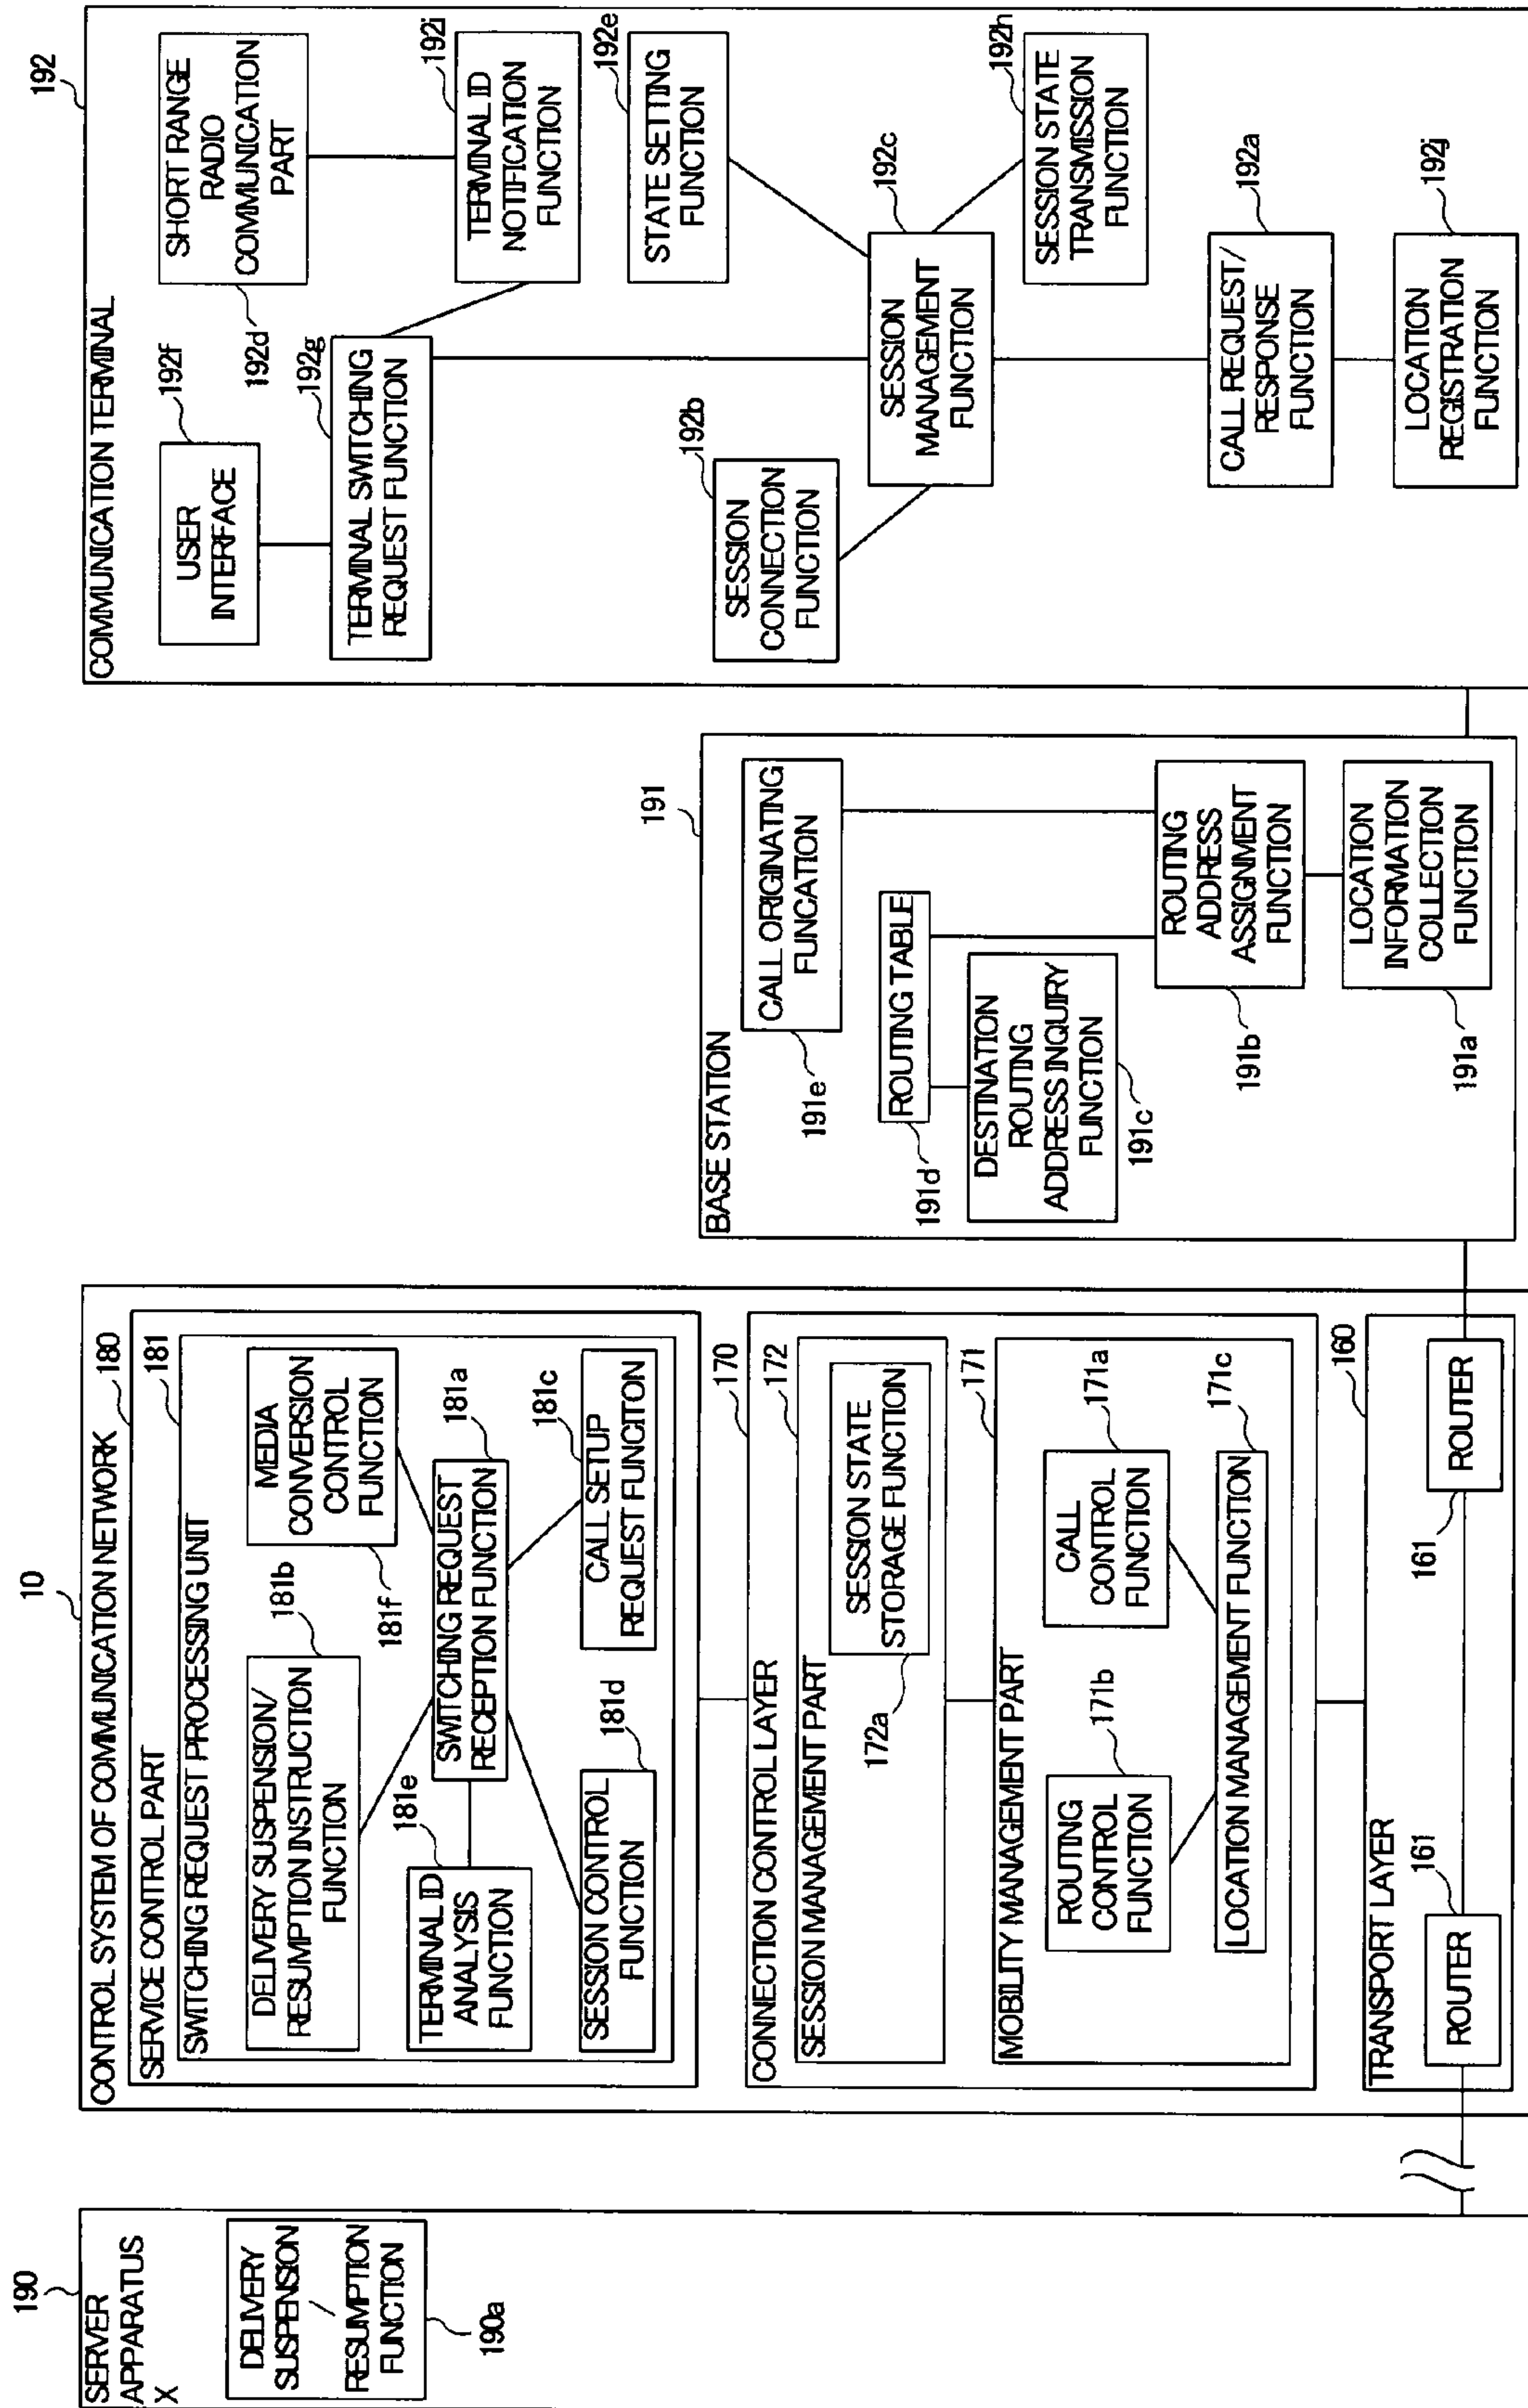 190
SERVER
APPARATUS
X
DELIVERY
SUSPENSION
/
RESUMPTION
FUNCTION
190a
10
CONTROL SYSTEM OF COMMUNICATION NETWORK
180
SERVICE CONTROL PART
181
SWITCHING REQUEST PROCESSING UNIT
DELIVERY SUSPENSION/
RESUMPTION INSTRUCTION
FUNCTION
181b
MEDIA
CONVERSION
CONTROL
FUNCTION
181f
SWITCHING REQUEST
RECEPTION FUNCTION
181a
181e
TERMINAL ID
ANALYSIS
FUNCTION
SESSION CONTROL
FUNCTION
181d
CALL SETUP
REQUEST FUNCITON
181c
170
CONNECTION CONTROL LAYER
172
SESSION MANAGEMENT PART
SESSION STATE
STORAGE FUNCTION
172a
171
MOBILITY MANAGEMENT PART
ROUTING
CONTROL
FUNCTION
171b
CALL
CONTROL
FUNCTION
171a
LOCATION MANAGEMENT FUNCTION
171c
160
TRANSPORT LAYER
ROUTER
161
ROUTER
161
191
BASE STATION
CALL ORIGINATING
FUNCATION
191e
ROUTING TABLE
191d
DESTINATION
ROUTING
ADDRESS INQUIRY
FUNCTION
191c
ROUTING
ADDRESS
ASSIGNMENT
FUNCTION
191b
LOCATION
INFORMATION
COLLECTION
FUNCTION
191a
192
COMMUNICATION TERMINAL
USER
INTERFACE
192f
SHORT RANGE
RADIO
COMMUNICATION
PART
192d
TERMINAL SWITCHING
REQUEST FUNCTION
192g
TERMINAL ID
NOTIFICATION
FUNCTION
192i
STATE SETTING
FUNCTION
192e
SESSION
CONNECTION
FUNCTION
192b
SESSION
MANAGEMENT
FUNCTION
192c
SESSION STATE
TRANSMISSION
FUNCTION
192h
CALL REQUEST/
RESPONSE
FUNCTION
192a
LOCATION
REGISTRATION
FUNCTION
192j